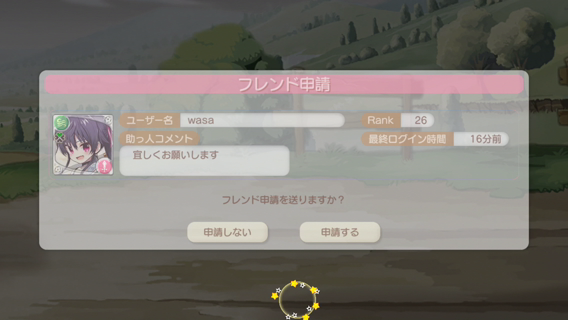 フレンド申請
ユーザー名 wasa Rank 26
助っ人コメント 最終ログイン時間 16分前
宜しくお願いします
フレンド申請を送りますか？
申請しない 申請する